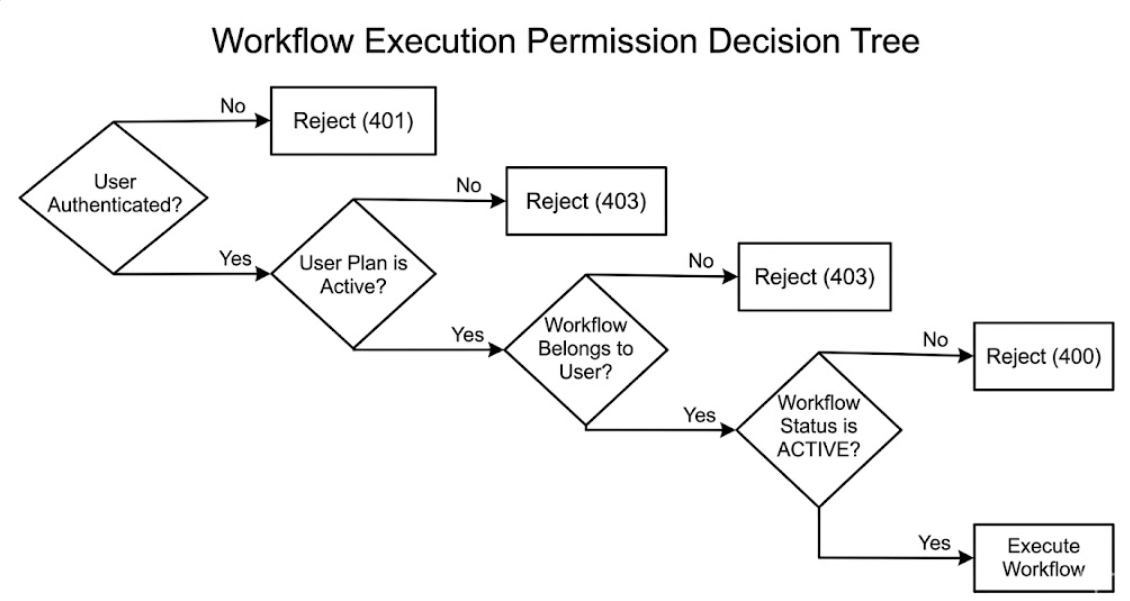 Workflow Execution Permission Decision Tree
No
Reject (401)
User
Authenticated?
Yes
No
Reject (403)
User Plan is
Active?
Yes
No
Reject (403)
Workflow
Belongs to
User?
Yes
No
Reject (400)
Workflow
Status is
ACTIVE?
Yes
Execute
Workflow